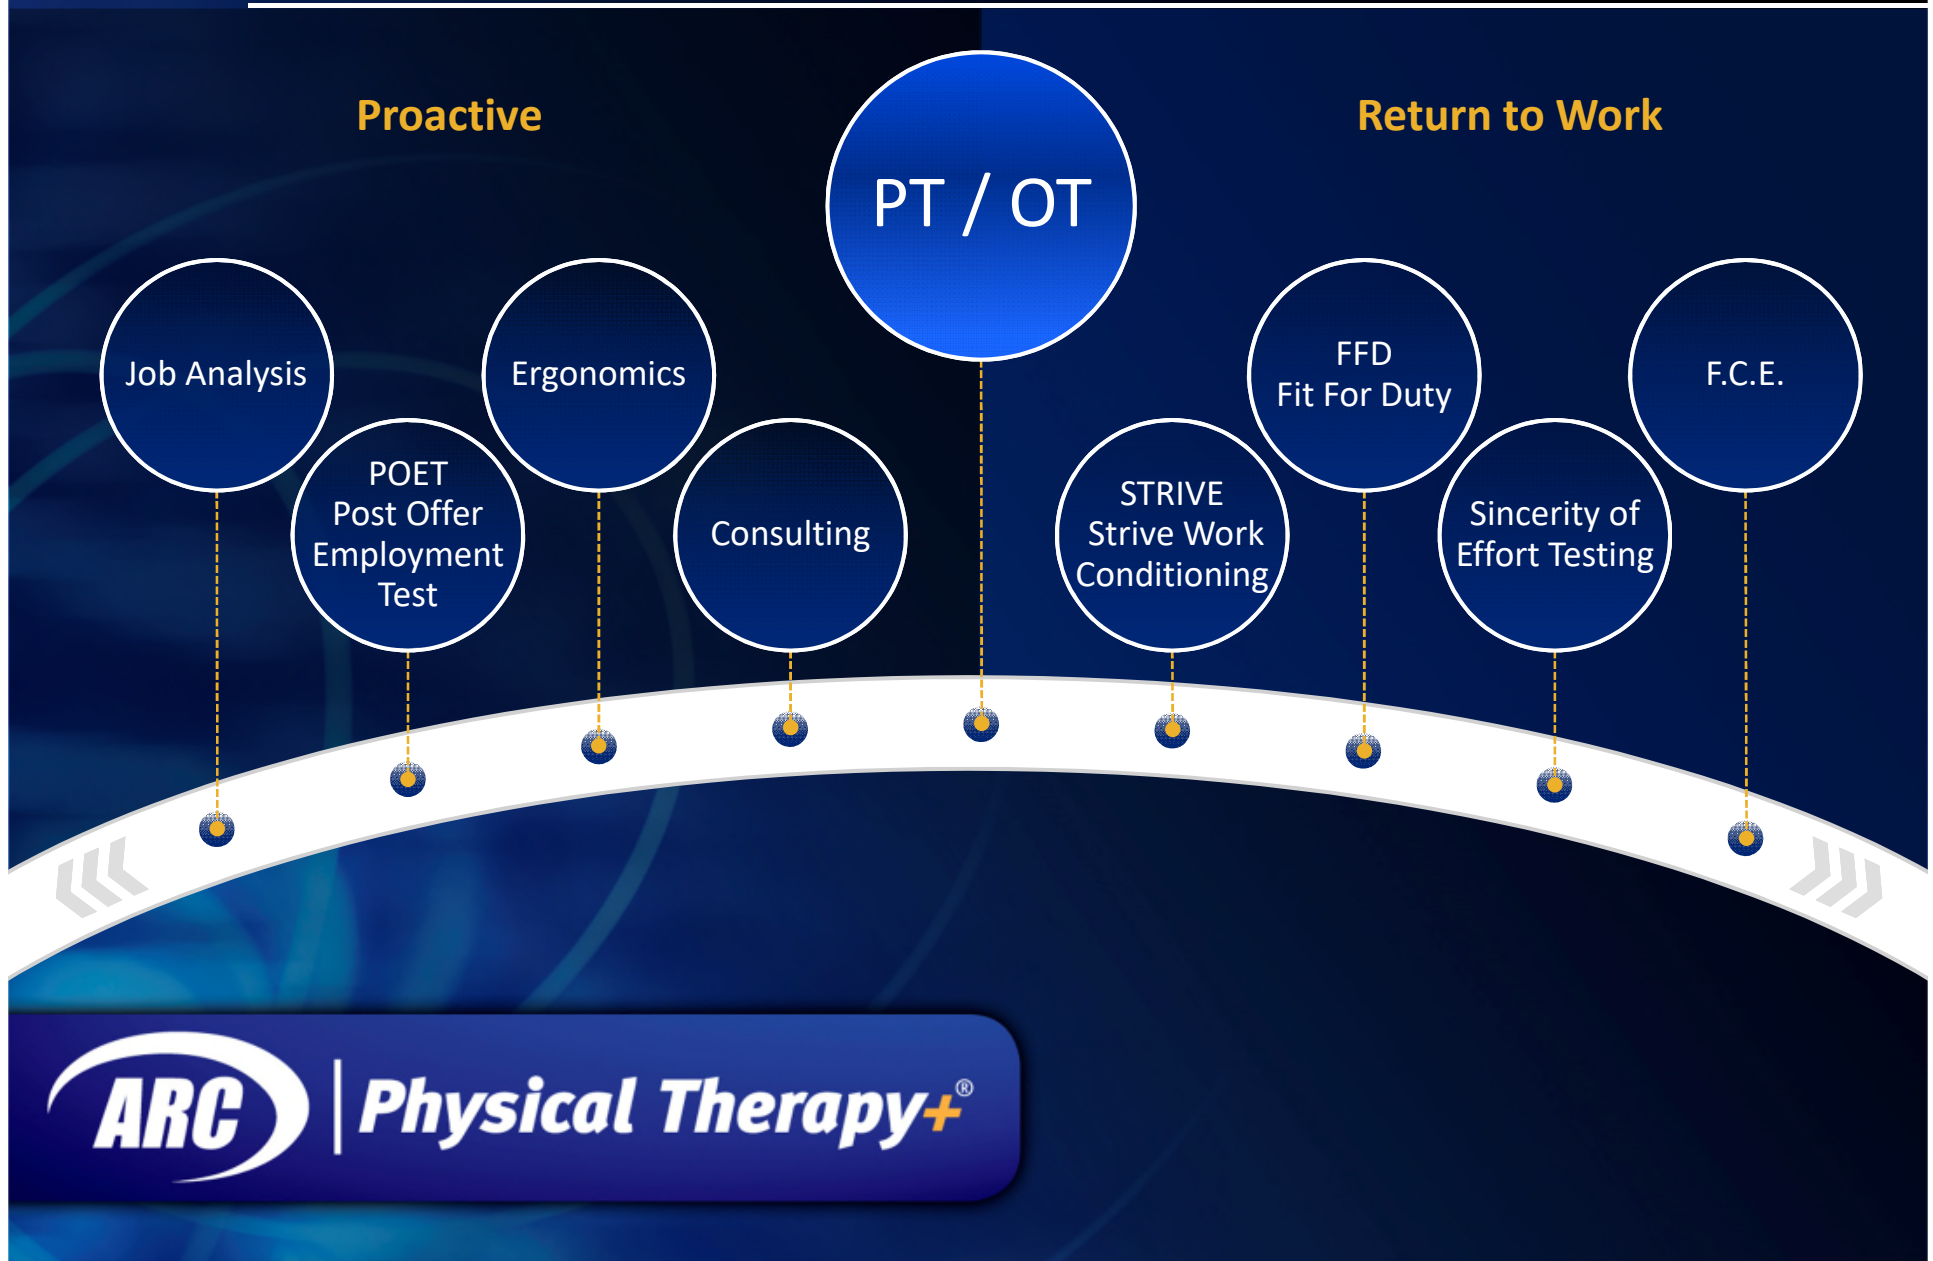 Proactive
PT / OT
Return to Work
Job Analysis
POET
Post Offer
Employment
Test
Ergonomics
Consulting
STRIVE
Strive Work
Conditioning
FFD
Fit For Duty
Sincerity of
Effort Testing
F.C.E.
ARC Physical Therapy+®